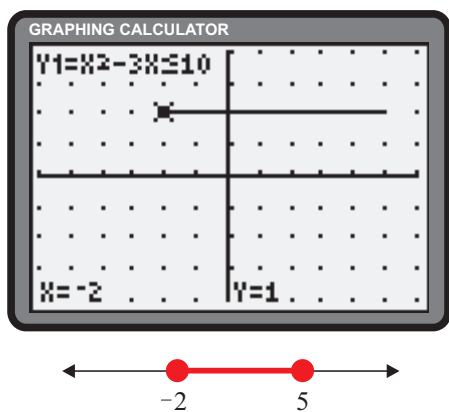 GRAPHING CALCULATOR
Y1=X²-3X≤10
X=-2 Y=1
-2 5